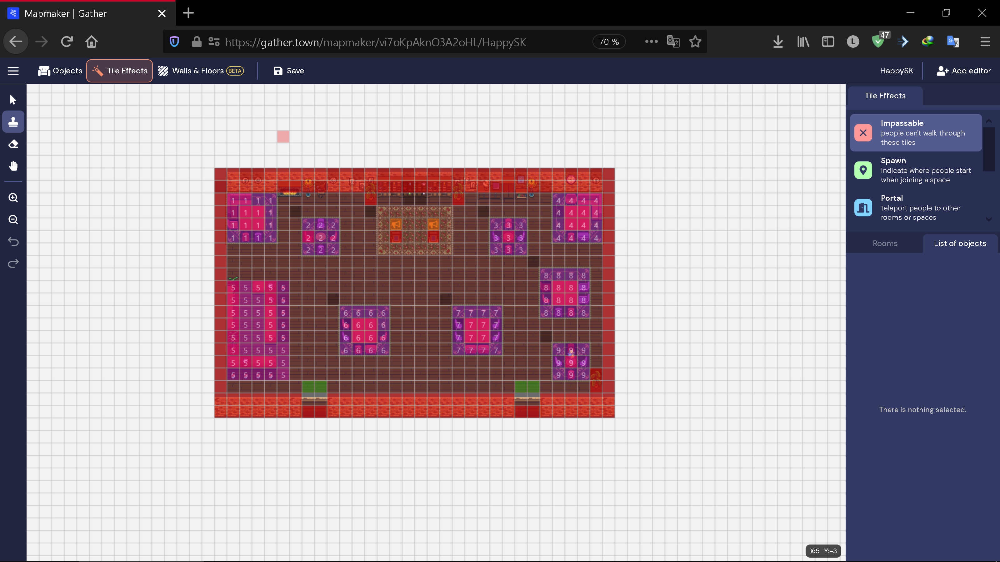 Mapmaker | Gather
https://gather.town/mapmaker/vi7oKpAknO3A2oHL/HappySK
70 %
L
47
Objects
Tile Effects
Walls & Floors BETA
Save
HappySK
Add editor
Tile Effects
Impassable
people can't walk through
these tiles
Spawn
indicate where people start
when joining a space
Portal
teleport people to other
rooms or spaces
Rooms
List of objects
There is nothing selected.
1 1 1 1
4 4 4 4
1 1 1 1
4 4 4 4
1 1 1 1
2 2 2
3 3 3
4 4 4 4
1 1 1 1
2 2 2
3 3 3
4 4 4 4
2 2 2
3 3 3
8 8 8 8
5 5 5 5 5
8 8 8 8
5 5 5 5 5
8 8 8 8
5 5 5 5 5
6 6 6 6
7 7 7 7
8 8 8 8
5 5 5 5 5
6 6 6 6
7 7 7 7
5 5 5 5 5
6 6 6 6
7 7 7 7
5 5 5 5 5
6 6 6 6
7 7 7 7
9 9 9
5 5 5 5 5
9 9 9
5 5 5 5 5
9 9 9
X:5 Y:-3